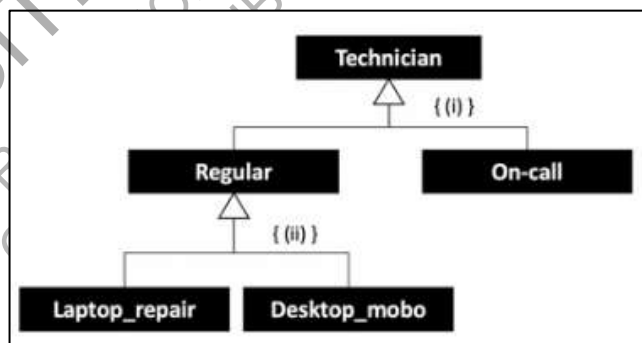 Technician
{ (i) }
Regular
On-call
{ (ii) }
Laptop_repair
Desktop_mobo